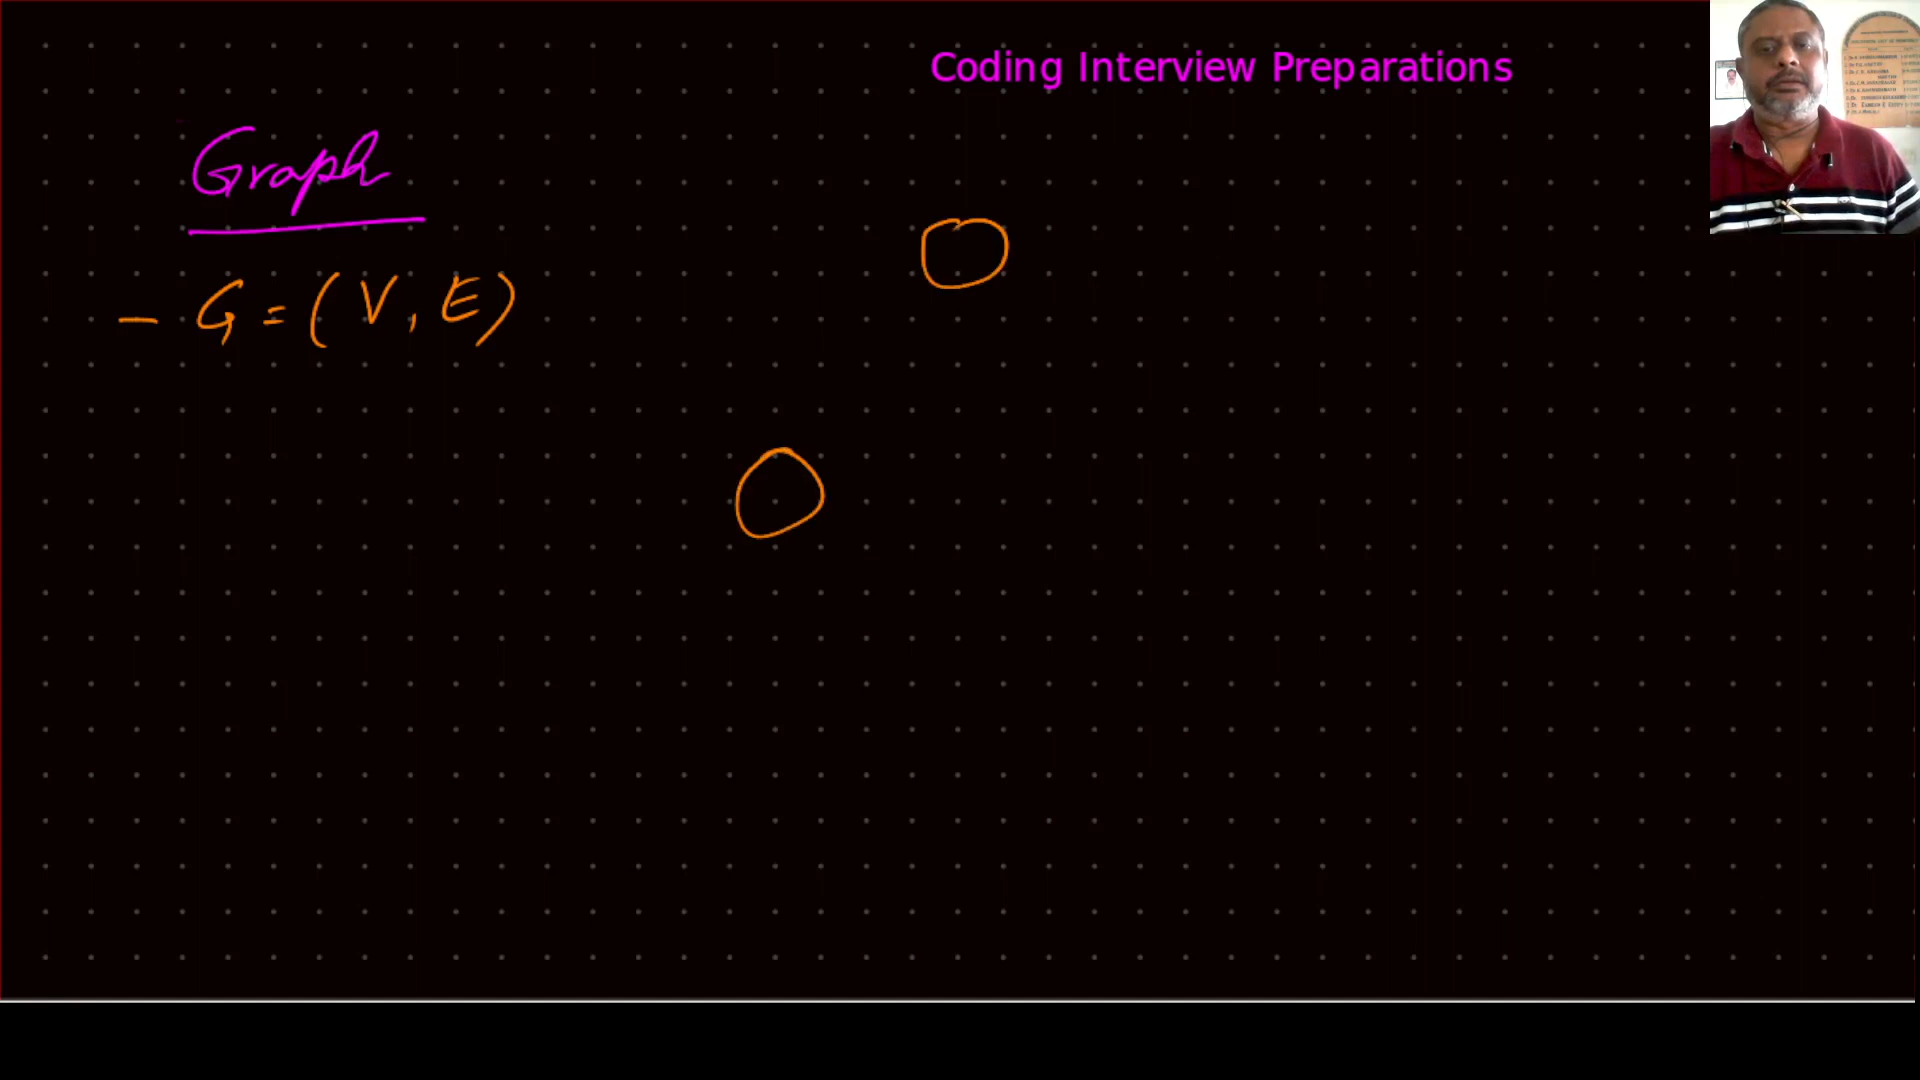 Coding Interview Preparations
Graph
- G = ( V, E )